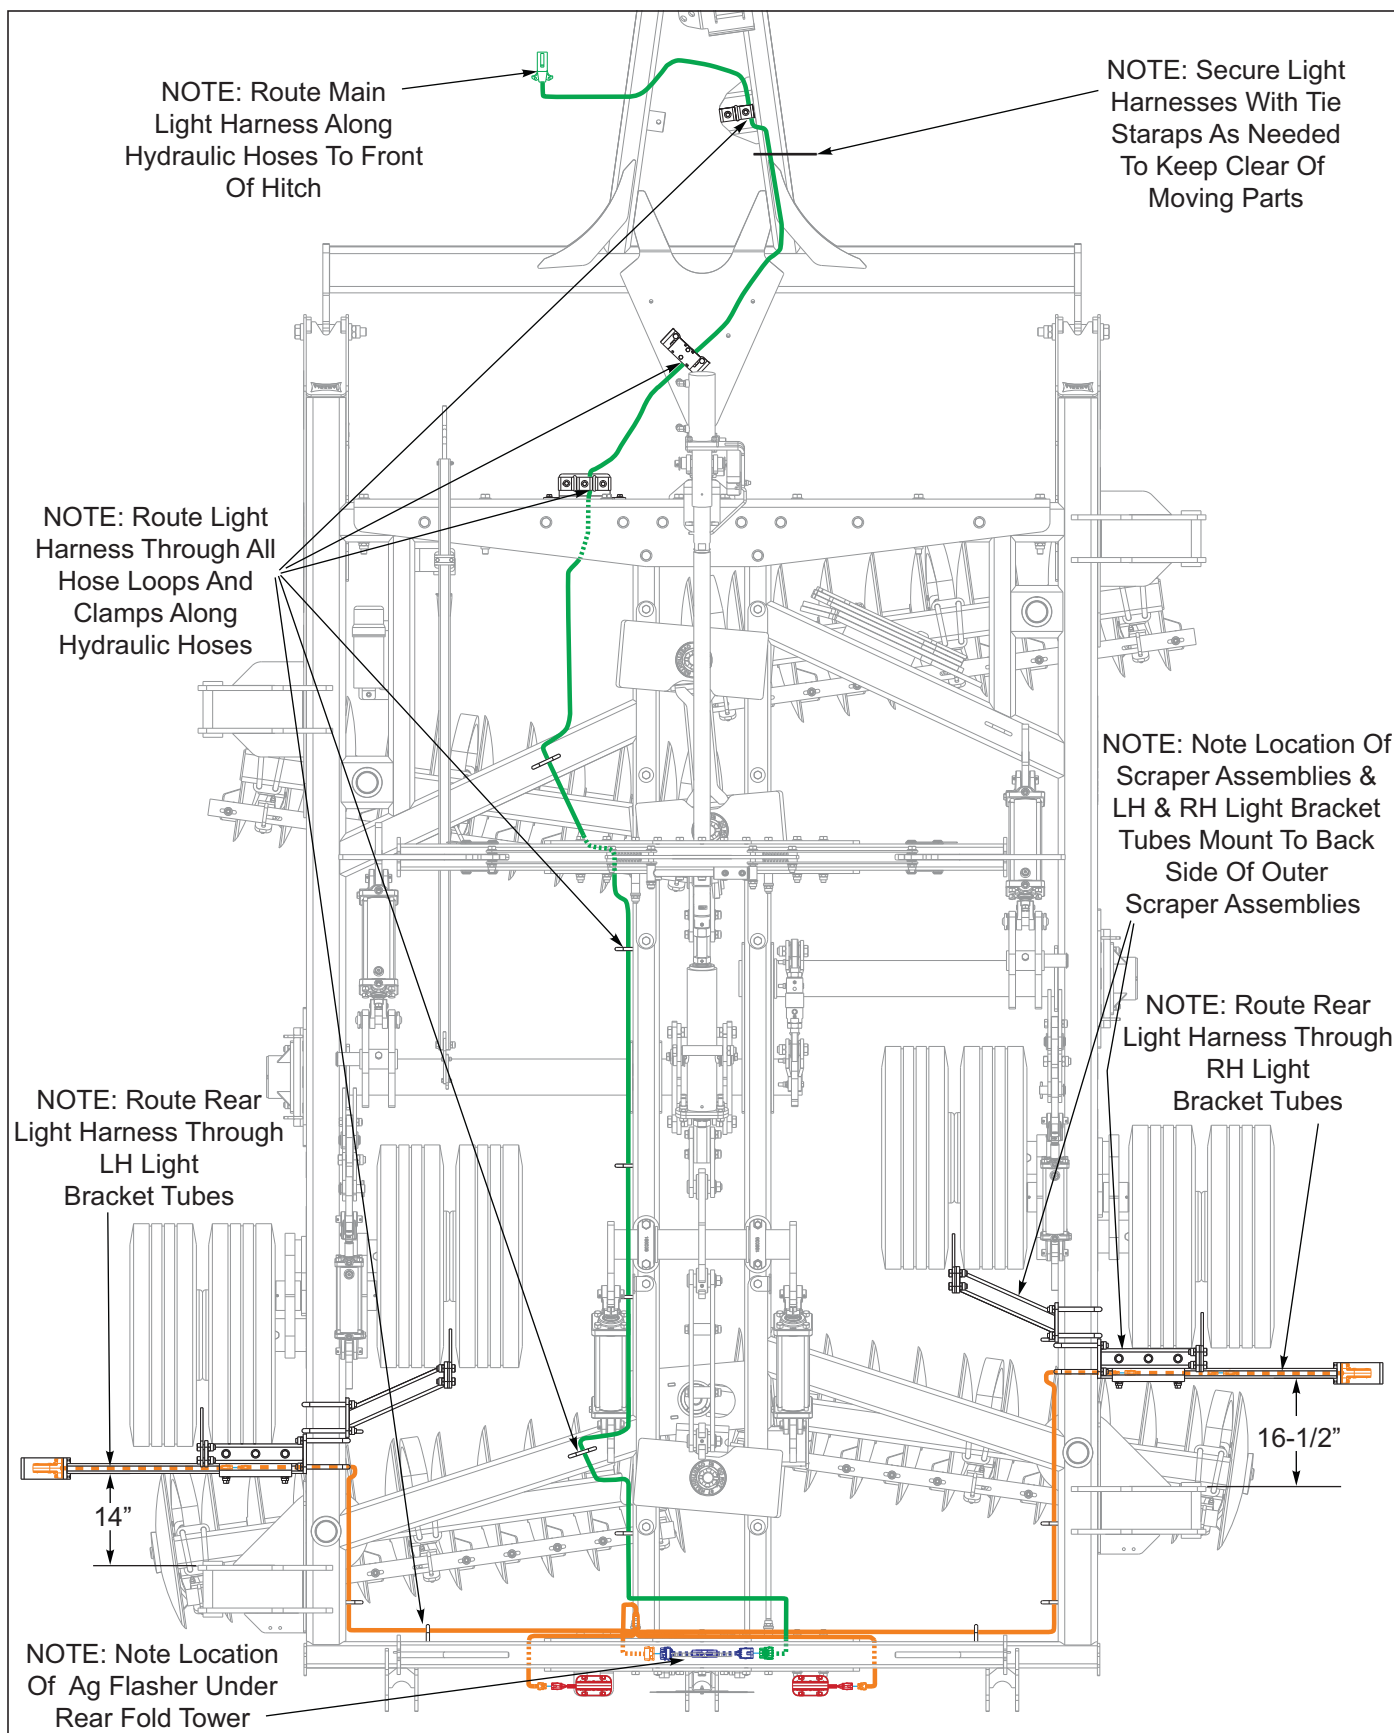 NOTE: Route Main
Light Harness Along
Hydraulic Hoses To Front
Of Hitch
NOTE: Secure Light
Harnesses With Tie
Staraps As Needed
To Keep Clear Of
Moving Parts
NOTE: Route Light
Harness Through All
Hose Loops And
Clamps Along
Hydraulic Hoses
NOTE: Note Location Of
Scraper Assemblies &
LH & RH Light Bracket
Tubes Mount To Back
Side Of Outer
Scraper Assemblies
NOTE: Route Rear
Light Harness Through
RH Light
Bracket Tubes
NOTE: Route Rear
Light Harness Through
LH Light
Bracket Tubes
16-1/2”
14”
NOTE: Note Location
Of Ag Flasher Under
Rear Fold Tower